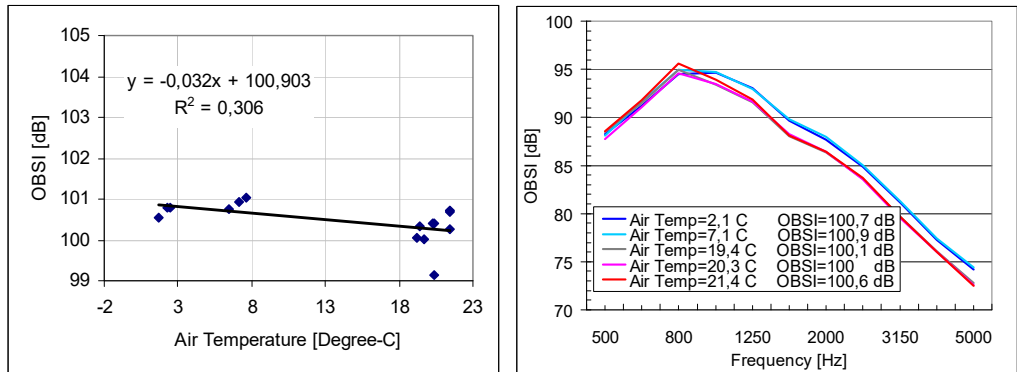 105
104
103
102
101
100
99
OBSI [dB]
y = -0,032x + 100,903
R2 = 0,306
-2 3 8 13 18 23
Air Temperature [Degree-C]
100
95
90
85
80
75
70
OBSI [dB]
Air Temp=2,1 C OBSI=100,7 dB
Air Temp=7,1 C OBSI=100,9 dB
Air Temp=19,4 C OBSI=100,1 dB
Air Temp=20,3 C OBSI=100 dB
Air Temp=21,4 C OBSI=100,6 dB
500 800 1250 2000 3150 5000
Frequency [Hz]